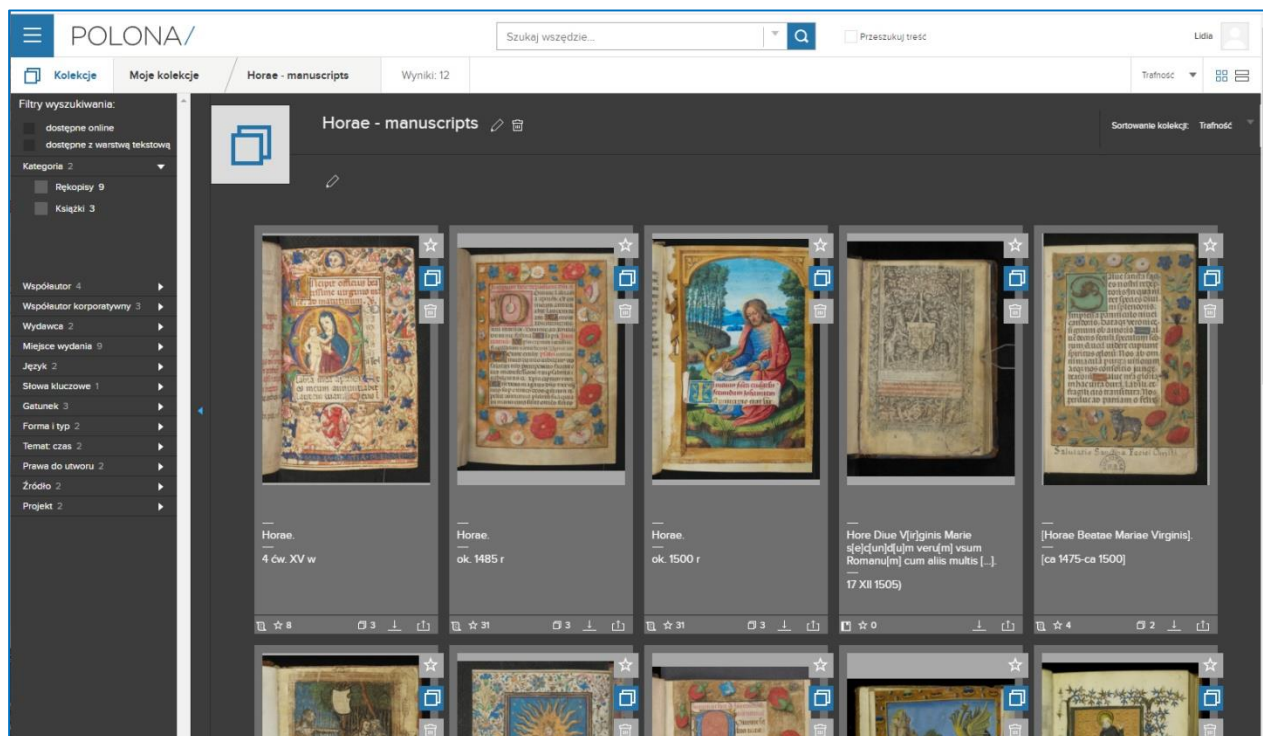 POLONA/
Szukaj wszędzie...
Przeszukuj treść
Lidia
Kolekcje
Moje kolekcje
Horae - manuscripts
Wyniki: 12
Trafność
Filtry wyszukiwania:
dostępne online
dostępne z warstwą tekstową
Kategoria 2
Rękopisy 9
Książki 3
Współautor 4
Współautor korporatywny 3
Wydawca 2
Miejsce wydania 9
Język 2
Słowa kluczowe 1
Gatunek 3
Forma i typ 2
Temat: czas 2
Prawa do utworu 2
Źródło 2
Projekt 2
Horae - manuscripts
Sortowanie kolekcji: Trafność
Horae.
4 ćw. XV w
8
3
Horae.
ok. 1485 r
31
3
Horae.
ok. 1500 r
31
3
Hore Diue V[ir]ginis Marie
s[e]c[un]d[u]m veru[m] vsum
Romanu[m] cum aliis multis [...].
17 XII 1505)
0
[Horae Beatae Mariae Virginis].
[ca 1475-ca 1500]
4
2